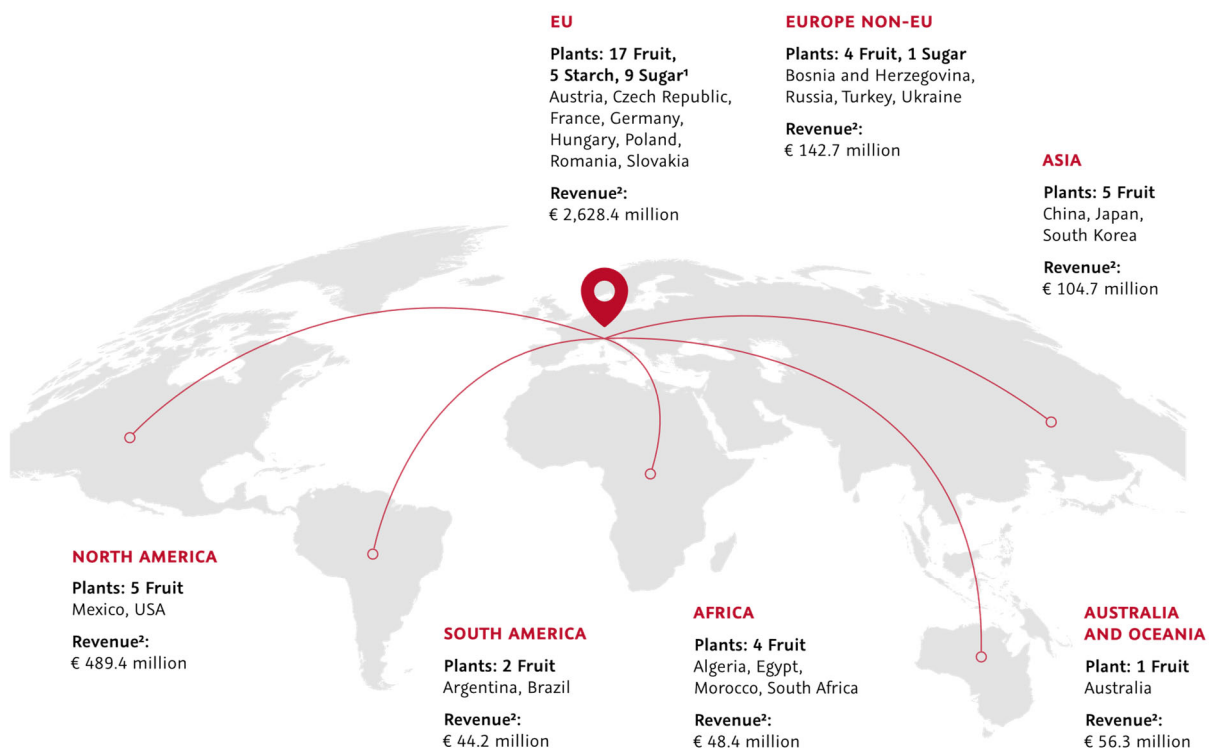 EU
Plants: 17 Fruit,
5 Starch, 9 Sugar¹
Austria, Czech Republic,
France, Germany,
Hungary, Poland,
Romania, Slovakia
Revenue²:
€ 2,628.4 million
EUROPE NON-EU
Plants: 4 Fruit, 1 Sugar
Bosnia and Herzegovina,
Russia, Turkey, Ukraine
Revenue²:
€ 142.7 million
ASIA
Plants: 5 Fruit
China, Japan,
South Korea
Revenue²:
€ 104.7 million
NORTH AMERICA
Plants: 5 Fruit
Mexico, USA
Revenue²:
€ 489.4 million
SOUTH AMERICA
Plants: 2 Fruit
Argentina, Brazil
Revenue²:
€ 44.2 million
AFRICA
Plants: 4 Fruit
Algeria, Egypt,
Morocco, South Africa
Revenue²:
€ 48.4 million
AUSTRALIA
AND OCEANIA
Plant: 1 Fruit
Australia
Revenue²:
€ 56.3 million